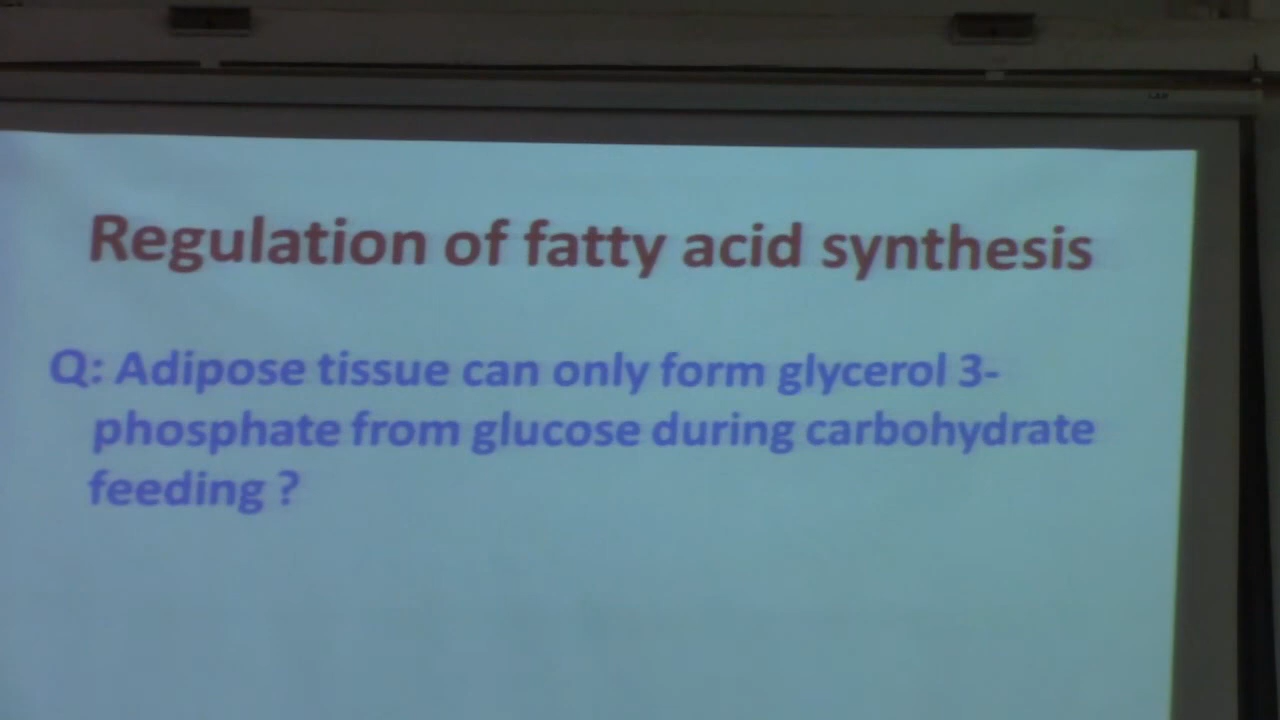 Regulation of fatty acid synthesis
Q: Adipose tissue can only form glycerol 3-
phosphate from glucose during carbohydrate
feeding ?